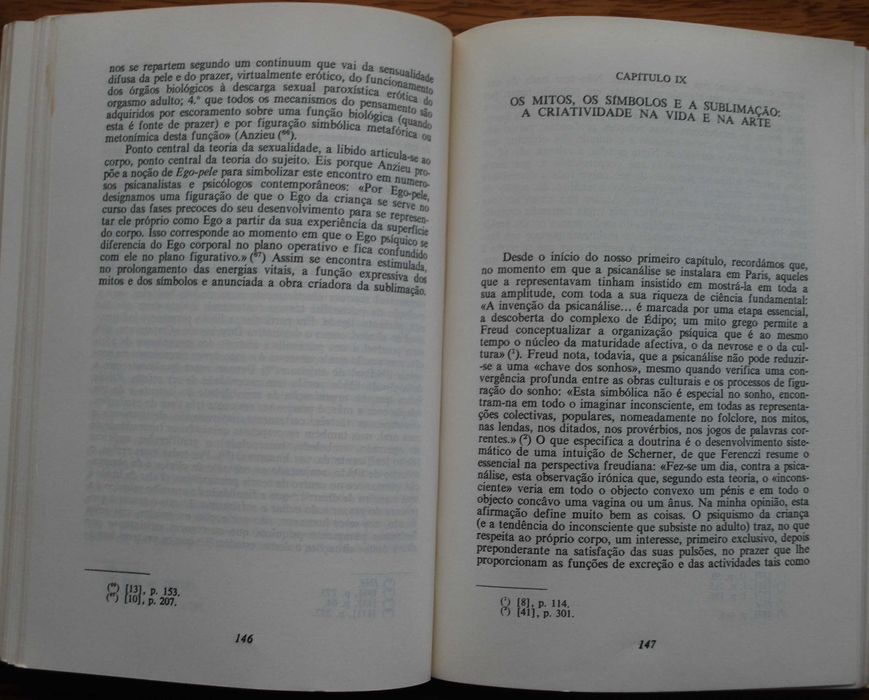 nos se repartem segundo um continuum que vai da sensualidade
difusa da pele e do prazer, virtualmente erótico, do funcionamento
dos órgãos biológicos à descarga sexual paroxística erótica do
orgasmo adulto; 4.º que todos os mecanismos do pensamento são
adquiridos por escoramento sobre uma função biológica (quando
esta é fonte de prazer) e por figuração simbólica metafórica ou
metonímica desta função» (Anzieu (66).
Ponto central da teoria da sexualidade, a libido articula-se ao
corpo, ponto central da teoria do sujeito. Eis porque Anzieu pro-
põe a noção de Ego-pele para simbolizar este encontro em numero-
sos psicanalistas e psicólogos contemporâneos: «Por Ego-pele,
designamos uma figuração de que o Ego da criança se serve no
curso das fases precoces do seu desenvolvimento para se represen-
tar ele próprio como Ego a partir da sua experiência da superfície
do corpo. Isso corresponde ao momento em que o Ego psíquico se
diferencia do Ego corporal no plano operativo e fica confundido
com ele no plano figurativo.» (67) Assim se encontra estimulada,
no prolongamento das energias vitais, a função expressiva dos
mitos e dos símbolos e anunciada a obra criadora da sublimação.
(66) [13], p. 153.
(67) [10], p. 207.
146
CAPÍTULO IX
OS MITOS, OS SÍMBOLOS E A SUBLIMAÇÃO:
A CRIATIVIDADE NA VIDA E NA ARTE
Desde o início do nosso primeiro capítulo, recordámos que,
no momento em que a psicanálise se instalara em Paris, aqueles
que a representavam tinham insistido em mostrá-la em toda a
sua amplitude, com toda a sua riqueza de ciência fundamental:
«A invenção da psicanálise... é marcada por uma etapa essencial,
a descoberta do complexo de Édipo; um mito grego permite a
Freud conceptualizar a organização psíquica que é ao mesmo
tempo o núcleo da maturidade afectiva, o da nevrose e o da cul-
tura» (1). Freud nota, todavia, que a psicanálise não pode reduzir-
-se a uma «chave dos sonhos», mesmo quando verifica uma con-
vergência profunda entre as obras culturais e os processos de figu-
ração do sonho: «Esta simbólica não é especial no sonho, encon-
tram-na em todo o imaginar inconsciente, em todas as representa-
ções colectivas, populares, nomeadamente no folclore, nos mitos,
nas lendas, nos ditados, nos provérbios, nos jogos de palavras cor-
rentes.» (2) O que especifica a doutrina é o desenvolvimento siste-
mático de uma intuição de Scherner, de que Ferenczi resume o
essencial na perspectiva freudiana: «Fez-se um dia, contra a psica-
nálise, esta observação irónica que, segundo esta teoria, o «incons-
ciente» veria em todo o objecto convexo um pénis e em todo o
objecto concâvo uma vagina ou um ânus. Na minha opinião, esta
afirmação define muito bem as coisas. O psiquismo da criança
(e a tendência do inconsciente que subsiste no adulto) traz, no que
respeita ao próprio corpo, um interesse, primeiro exclusivo, depois
preponderante na satisfação das suas pulsões, no prazer que lhe
proporcionam as funções de excreção e das actividades tais como
(1) [8], p. 114.
(2) [41], p. 301.
147